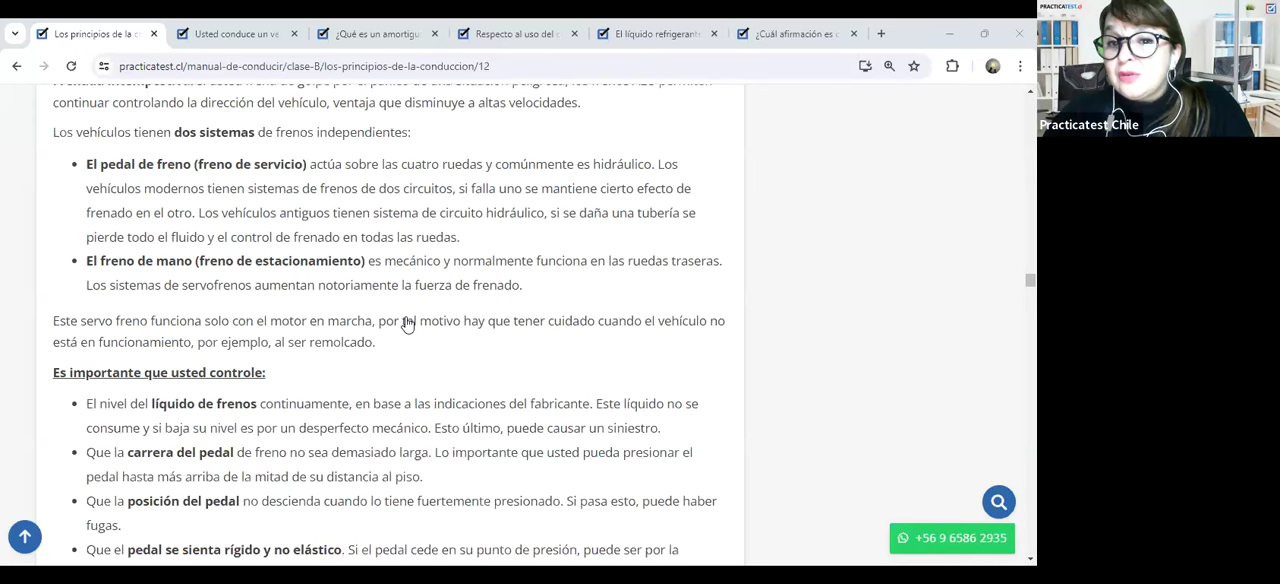 Los principios de la c
Usted conduce un ve
¿Qué es un amortigu
Respecto al uso del c
El líquido refrigerante
¿Cuál afirmación es c
practicatest.cl/manual-de-conducir/clase-B/los-principios-de-la-conduccion/12
PRACTICATEST.cl
Practicatest Chile
continuar controlando la dirección del vehículo, ventaja que disminuye a altas velocidades.
Los vehículos tienen dos sistemas de frenos independientes:
• El pedal de freno (freno de servicio) actúa sobre las cuatro ruedas y comúnmente es hidráulico. Los
vehículos modernos tienen sistemas de frenos de dos circuitos, si falla uno se mantiene cierto efecto de
frenado en el otro. Los vehículos antiguos tienen sistema de circuito hidráulico, si se daña una tubería se
pierde todo el fluido y el control de frenado en todas las ruedas.
• El freno de mano (freno de estacionamiento) es mecánico y normalmente funciona en las ruedas traseras.
Los sistemas de servofrenos aumentan notoriamente la fuerza de frenado.
Este servo freno funciona solo con el motor en marcha, por tal motivo hay que tener cuidado cuando el vehículo no
está en funcionamiento, por ejemplo, al ser remolcado.
Es importante que usted controle:
• El nivel del líquido de frenos continuamente, en base a las indicaciones del fabricante. Este líquido no se
consume y si baja su nivel es por un desperfecto mecánico. Esto último, puede causar un siniestro.
• Que la carrera del pedal de freno no sea demasiado larga. Lo importante que usted pueda presionar el
pedal hasta más arriba de la mitad de su distancia al piso.
• Que la posición del pedal no descienda cuando lo tiene fuertemente presionado. Si pasa esto, puede haber
fugas.
• Que el pedal se sienta rígido y no elástico. Si el pedal cede en su punto de presión, puede ser por la
+56 9 6586 2935